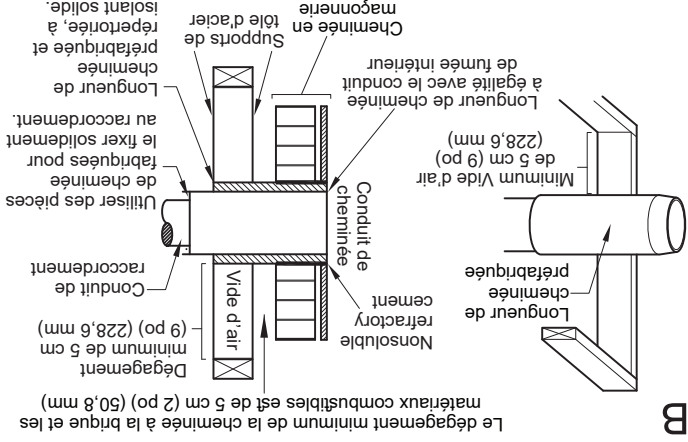 B
Le dégagement minimum de la cheminée à la brique et les
matériaux combustibles est de 5 cm (2 po) (50,8 mm)
Longueur de
cheminée
préfabriquée
Minimum Vide d'air
de 5 cm (9 po)
(228,6 mm)
Nonsoluble
refractory
cement
Vide d'air
Dégagement
minimum de 5 cm
(9 po) (228,6 mm)
Conduit de
raccordement
Conduit de
cheminée
Utiliser des pièces
de cheminée
fabriquées pour
le fixer solidement
au raccordement.
Longueur de cheminée
à égalité avec le conduit
de fumée intérieur
Longueur de
cheminée
préfabriquée et
répertoriée, à
isolant solide.
Supports de
tôle d'acier
Cheminée en
maçonnerie